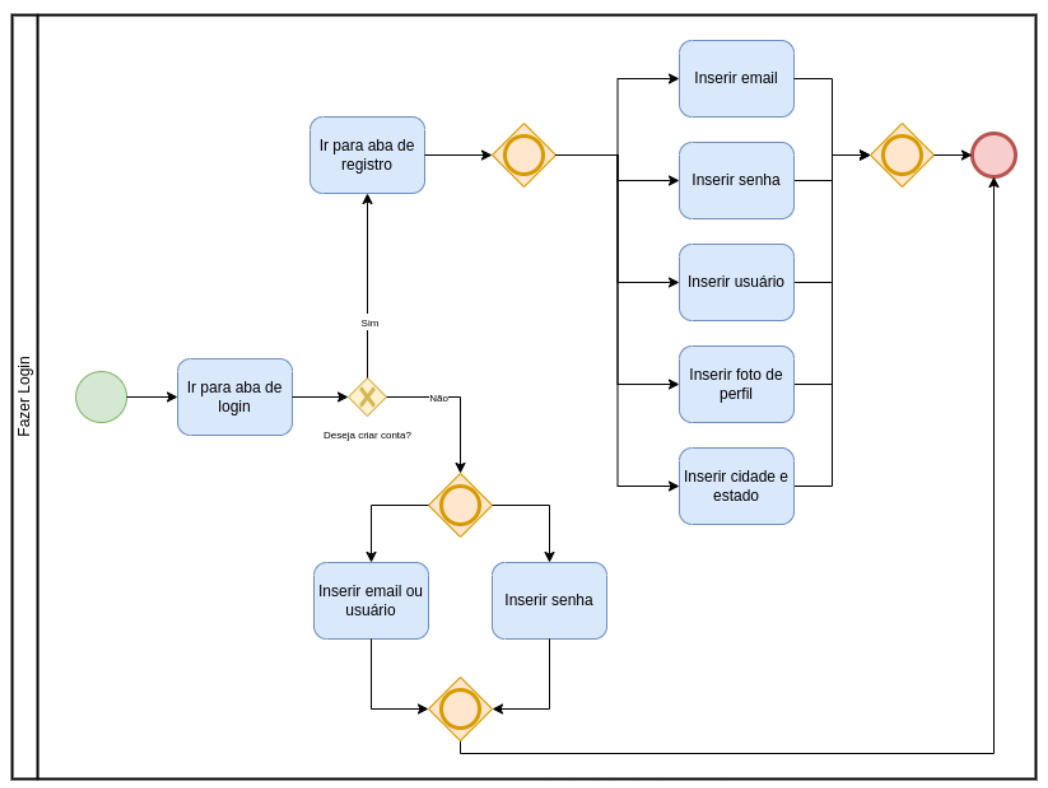 Fazer Login
Ir para aba de
login
Deseja criar conta?
Sim
Não
Ir para aba de
registro
Inserir email
Inserir senha
Inserir usuário
Inserir foto de
perfil
Inserir cidade e
estado
Inserir email ou
usuário
Inserir senha